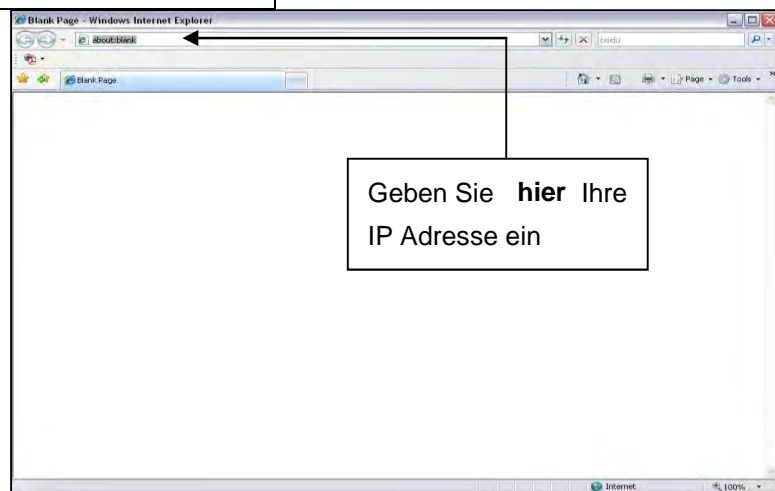 Blank Page - Windows Internet Explorer
about:blank
baidu
Blank Page
Page
Tools
Geben Sie hier Ihre
IP Adresse ein
Internet
100%